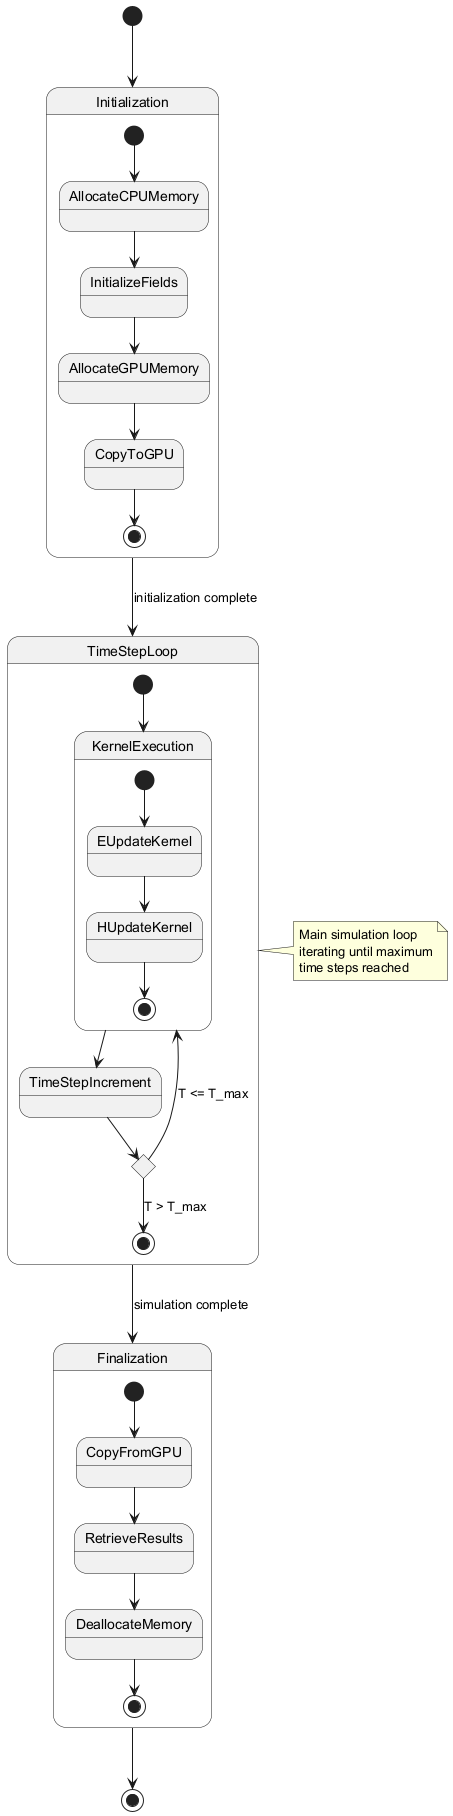 Initialization
AllocateCPUMemory
InitializeFields
AllocateGPUMemory
CopyToGPU
initialization complete
TimeStepLoop
KernelExecution
EUpdateKernel
HUpdateKernel
Main simulation loop
iterating until maximum
time steps reached
TimeStepIncrement
T <= T_max
T > T_max
simulation complete
Finalization
CopyFromGPU
RetrieveResults
DeallocateMemory